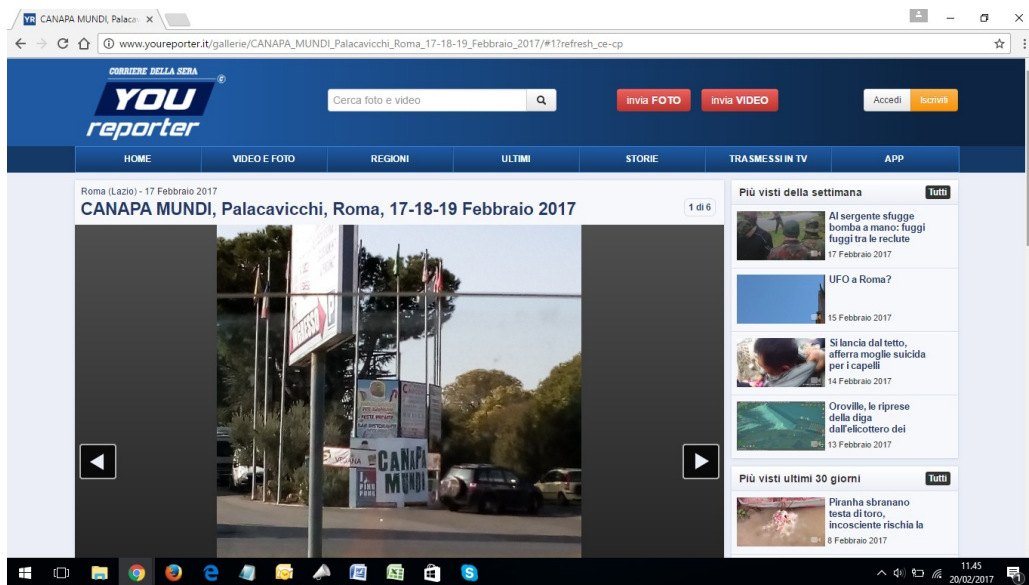 YR CANAPA MUNDI, Palaca
www.youreporter.it/gallerie/CANAPA_MUNDI_Palacavicchi_Roma_17-18-19_Febbraio_2017/#1?refresh_ce-cp
CORRIERE DELLA SERA
YOU
reporter
Cerca foto e video
invia FOTO
invia VIDEO
Accedi
Iscriviti
HOME
VIDEO E FOTO
REGIONI
ULTIMI
STORIE
TRASMESSI IN TV
APP
Roma (Lazio) - 17 Febbraio 2017
CANAPA MUNDI, Palacavicchi, Roma, 17-18-19 Febbraio 2017
1 di 6
INGRESSO
P
VEGANA
CANAPA
MUNDI
I
PING
PONG
Più visti della settimana
Tutti
Al sergente sfugge
bomba a mano: fuggi
fuggi tra le reclute
17 Febbraio 2017
UFO a Roma?
15 Febbraio 2017
Si lancia dal tetto,
afferra moglie suicida
per i capelli
14 Febbraio 2017
Oroville, le riprese
della diga
dall'elicottero dei
13 Febbraio 2017
Più visti ultimi 30 giorni
Tutti
Piranha sbranano
testa di toro,
incosciente rischia la
8 Febbraio 2017
11.45
20/02/2017